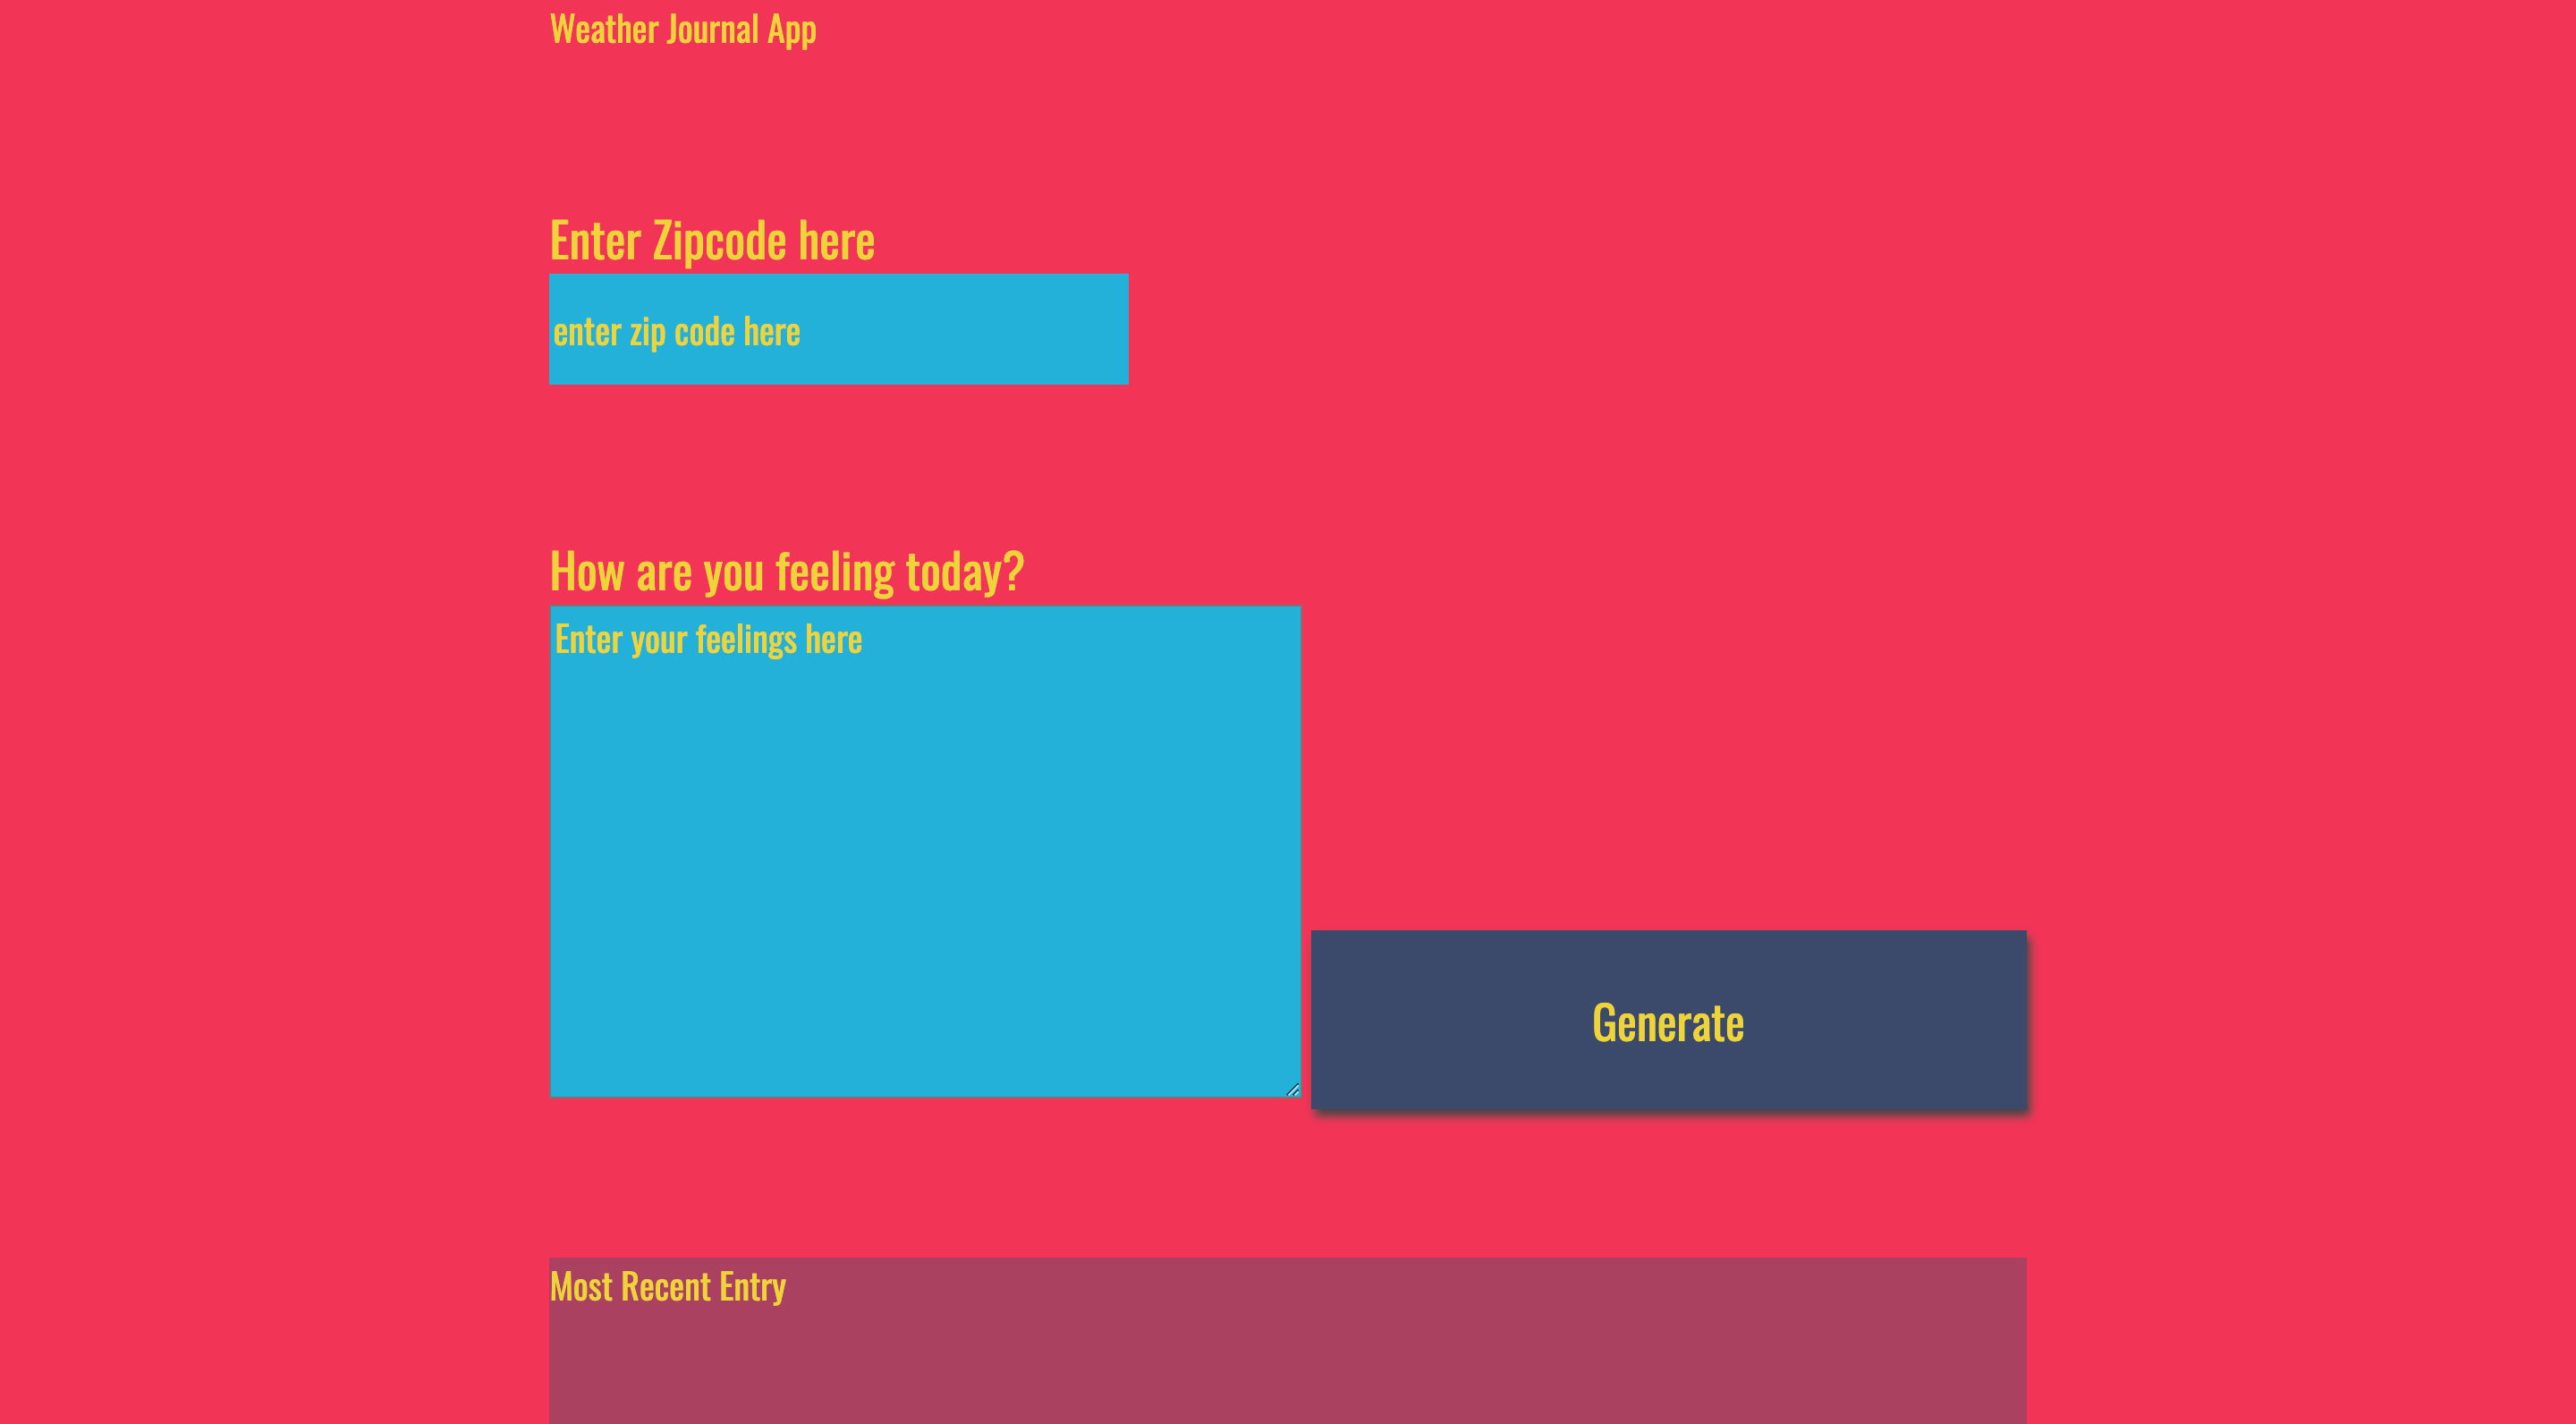 Weather Journal App
Enter Zipcode here
enter zip code here
How are you feeling today?
Enter your feelings here
Generate
Most Recent Entry